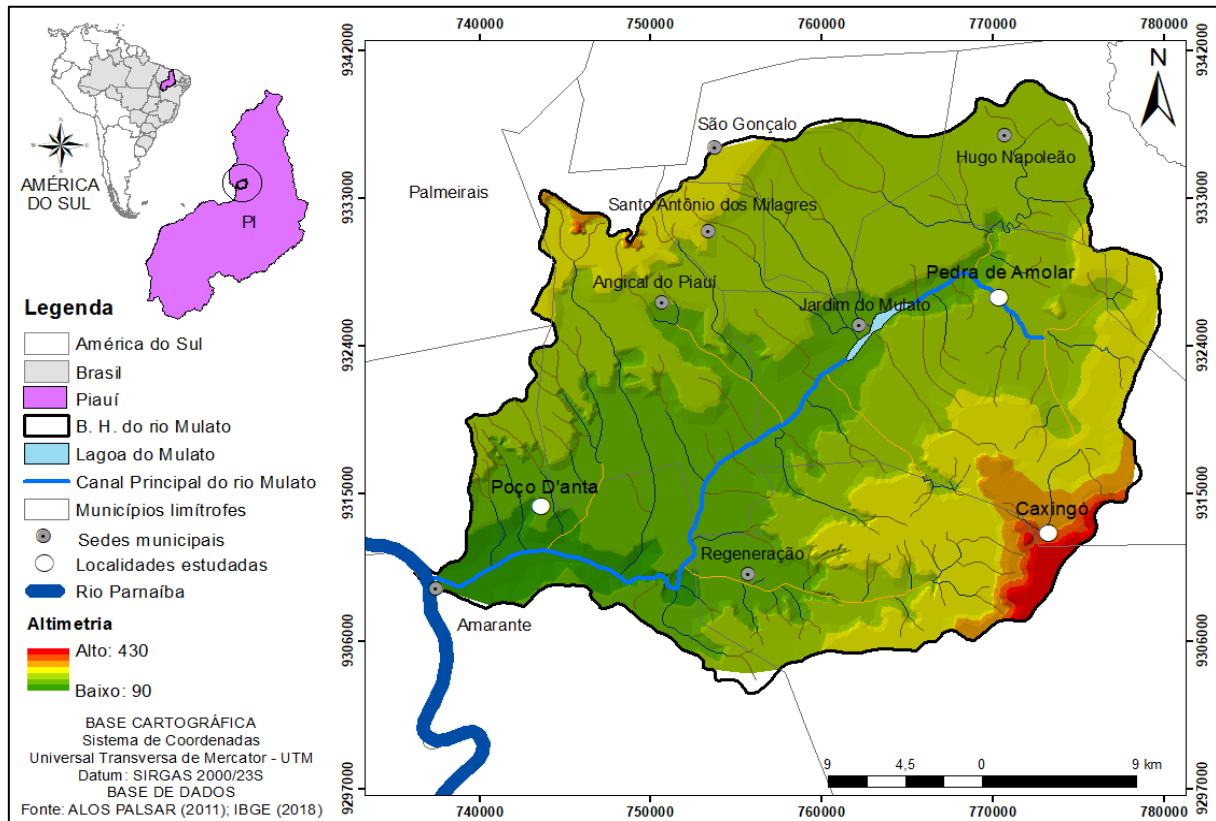 AMÉRICA
DO SUL
PI
Legenda
América do Sul
Brasil
Piauí
B. H. do rio Mulato
Lagoa do Mulato
Canal Principal do rio Mulato
Municípios limítrofes
Sedes municipais
Localidades estudadas
Rio Parnaíba
Altimetria
Alto: 430
Baixo: 90
BASE CARTOGRÁFICA
Sistema de Coordenadas
Universal Transversa de Mercator - UTM
Datum: SIRGAS 2000/23S
BASE DE DADOS
Fonte: ALOS PALSAR (2011); IBGE (2018)
740000 750000 760000 770000 780000
9342000
9333000
9324000
9315000
9306000
9297000
N
São Gonçalo
Hugo Napoleão
Palmeirais
Santo Antônio dos Milagres
Pedra de Amolar
Angical do Piauí
Jardim do Mulato
Poço D'anta
Caxingó
Regeneração
Amarante
9 4,5 0 9 km
9342000
9333000
9324000
9315000
9306000
9297000
740000 750000 760000 770000 780000